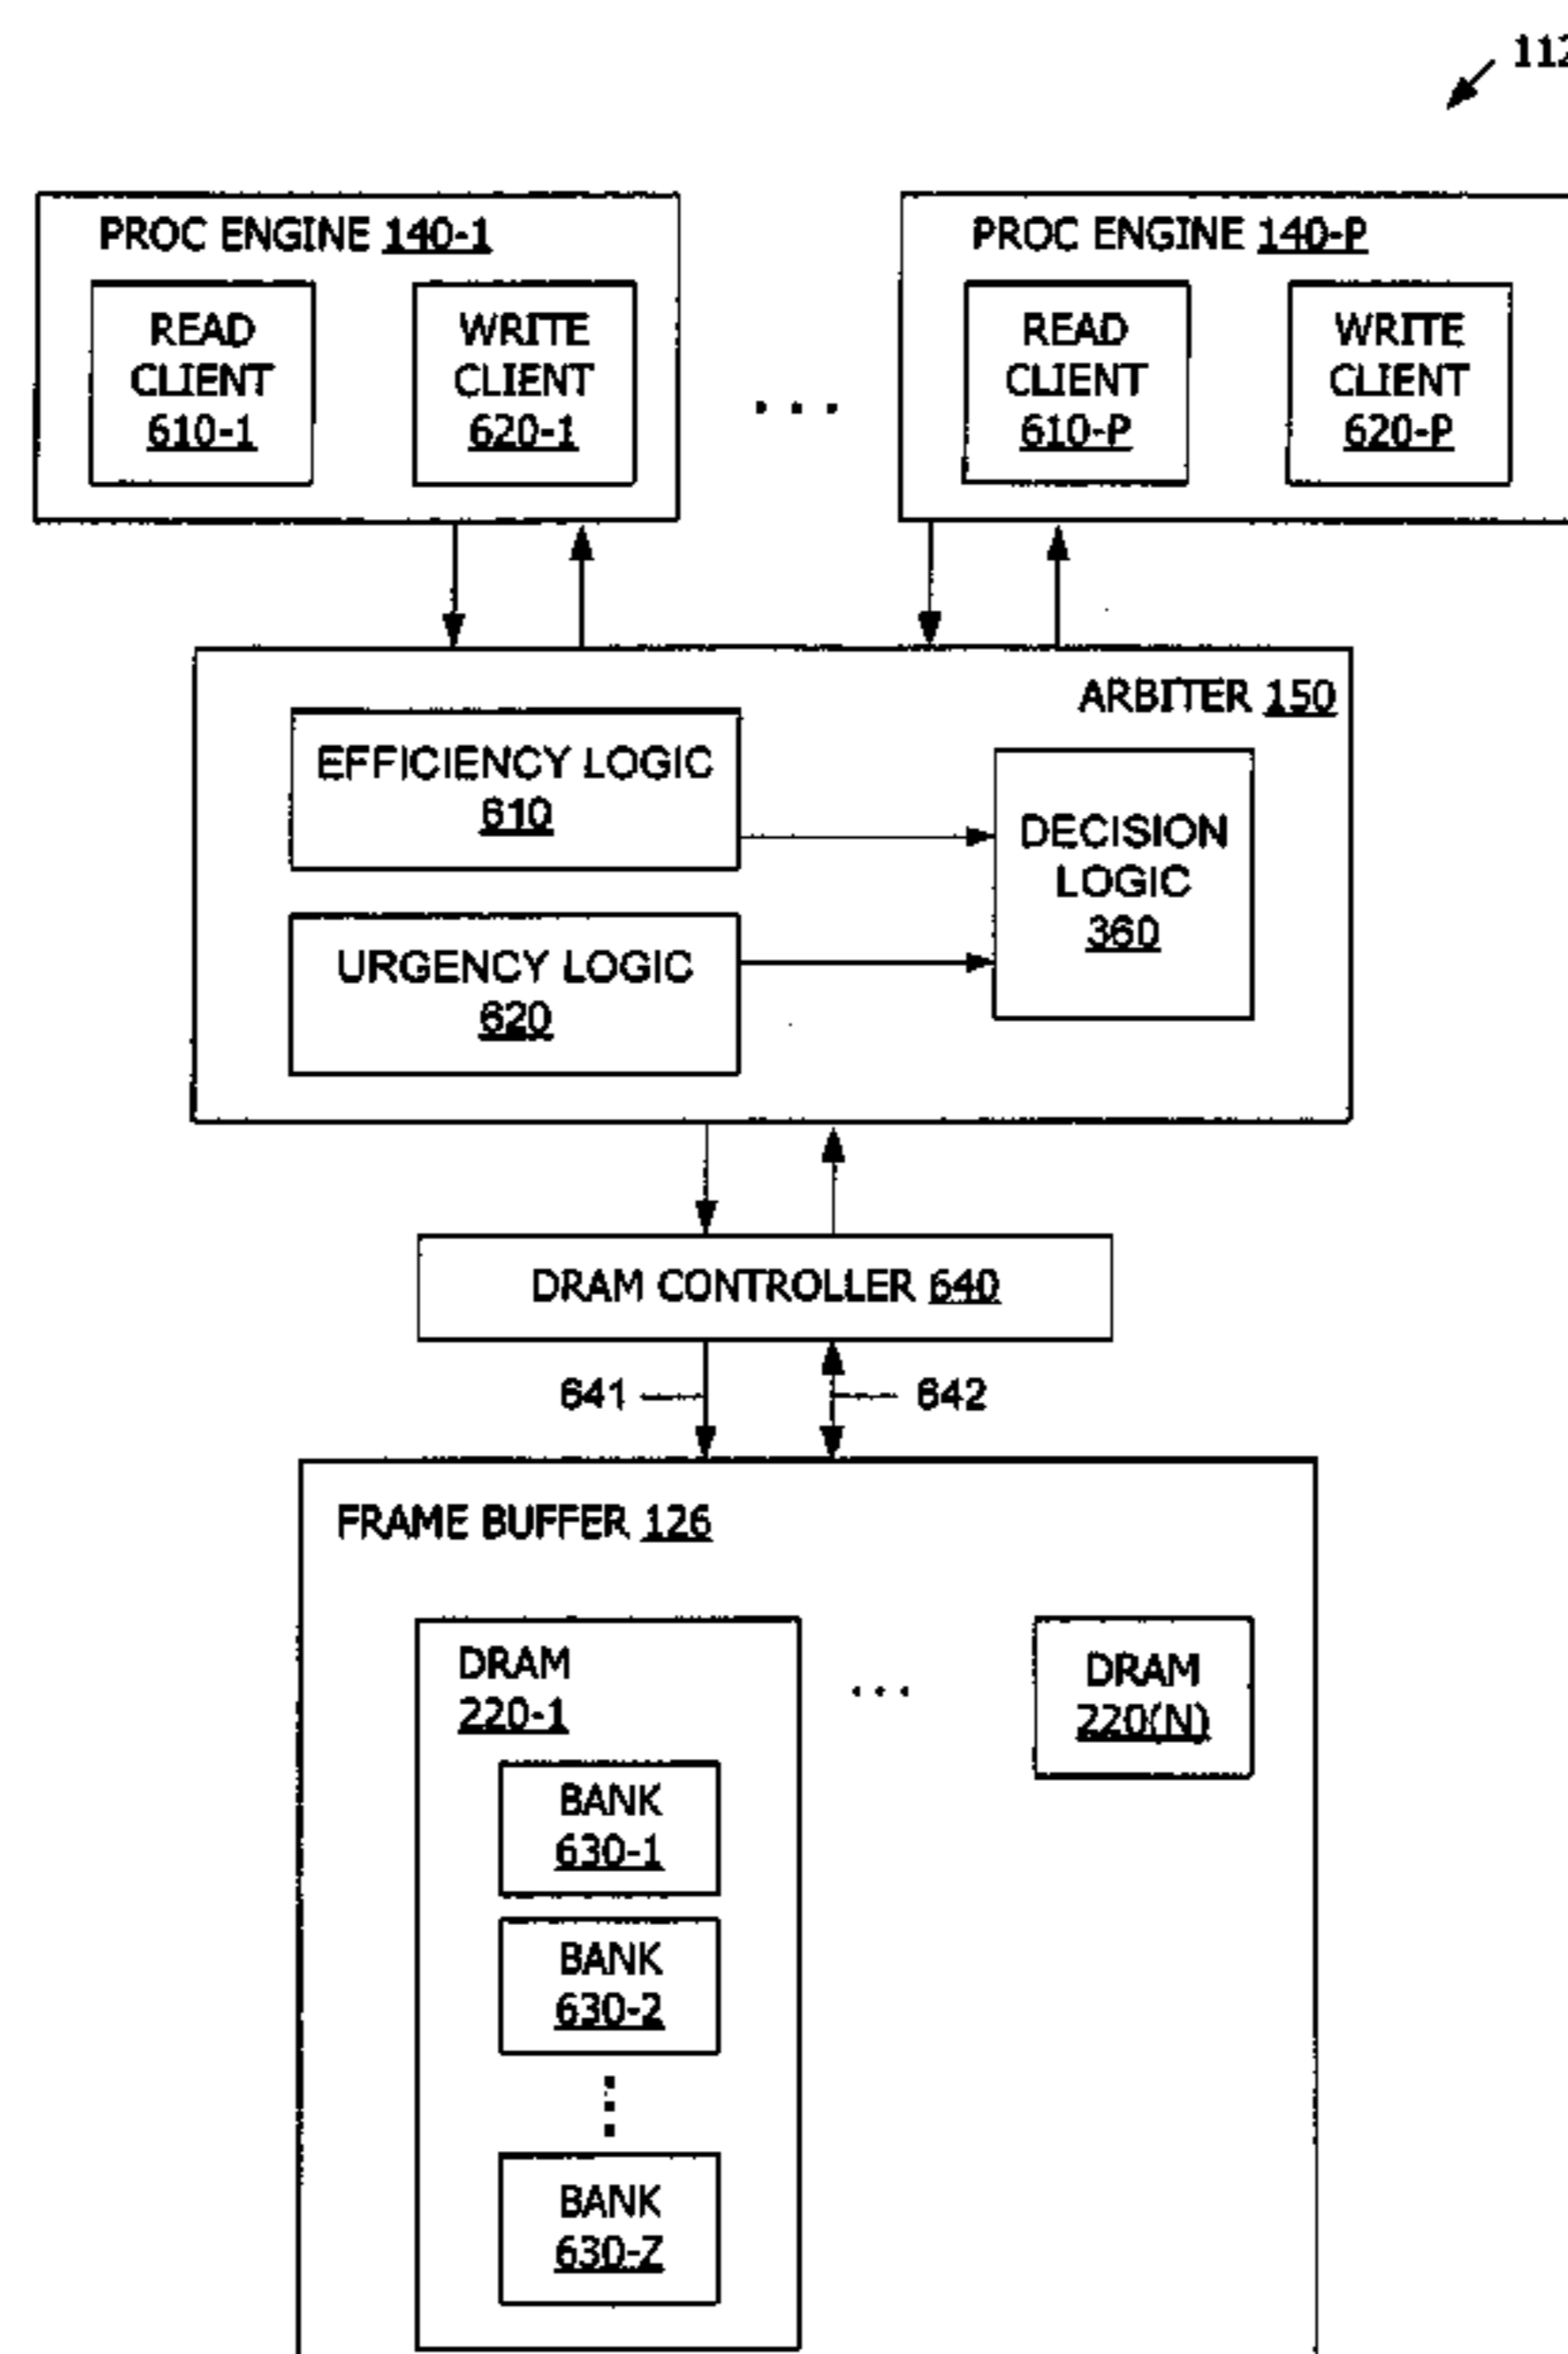 112
PROC ENGINE 140-1
READ
CLIENT
610-1
WRITE
CLIENT
620-1
. . .
PROC ENGINE 140-P
READ
CLIENT
610-P
WRITE
CLIENT
620-P
ARBITER 150
EFFICIENCY LOGIC
610
URGENCY LOGIC
620
DECISION
LOGIC
360
DRAM CONTROLLER 640
641
642
FRAME BUFFER 126
DRAM
220-1
...
DRAM
220(N)
BANK
630-1
BANK
630-2
BANK
630-Z